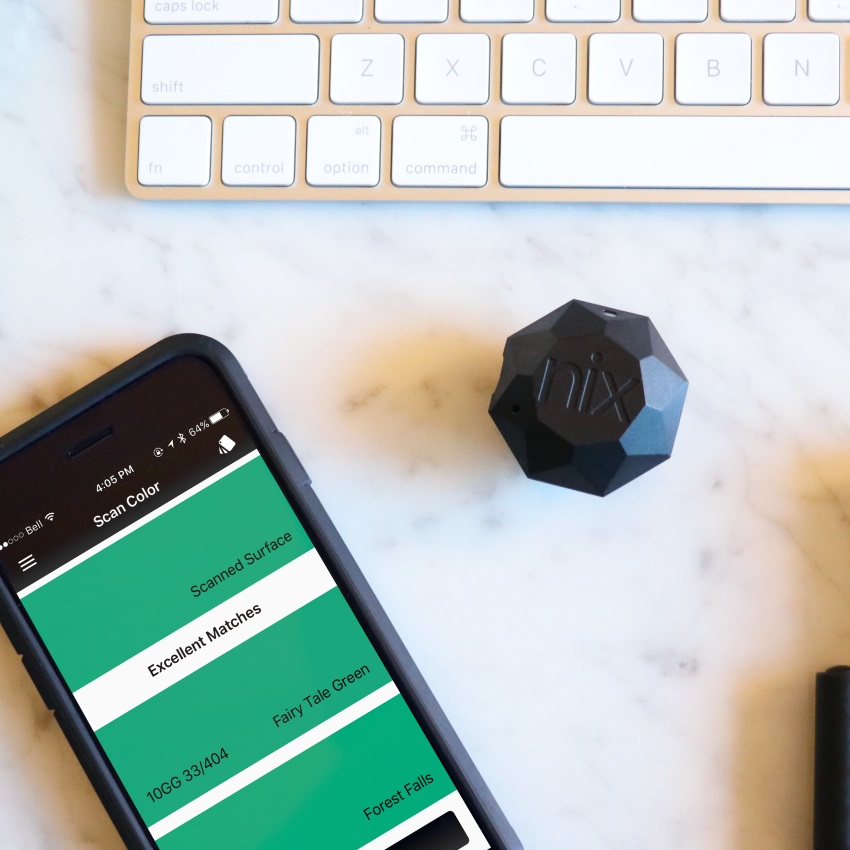 caps lock
shift
Z
X
C
V
B
N
fn
control
alt
option
⌘
command
nix
●●○○○ Bell
4:05 PM
64%
Scan Color
Scanned Surface
Excellent Matches
Fairy Tale Green
10GG 33/404
Forest Falls